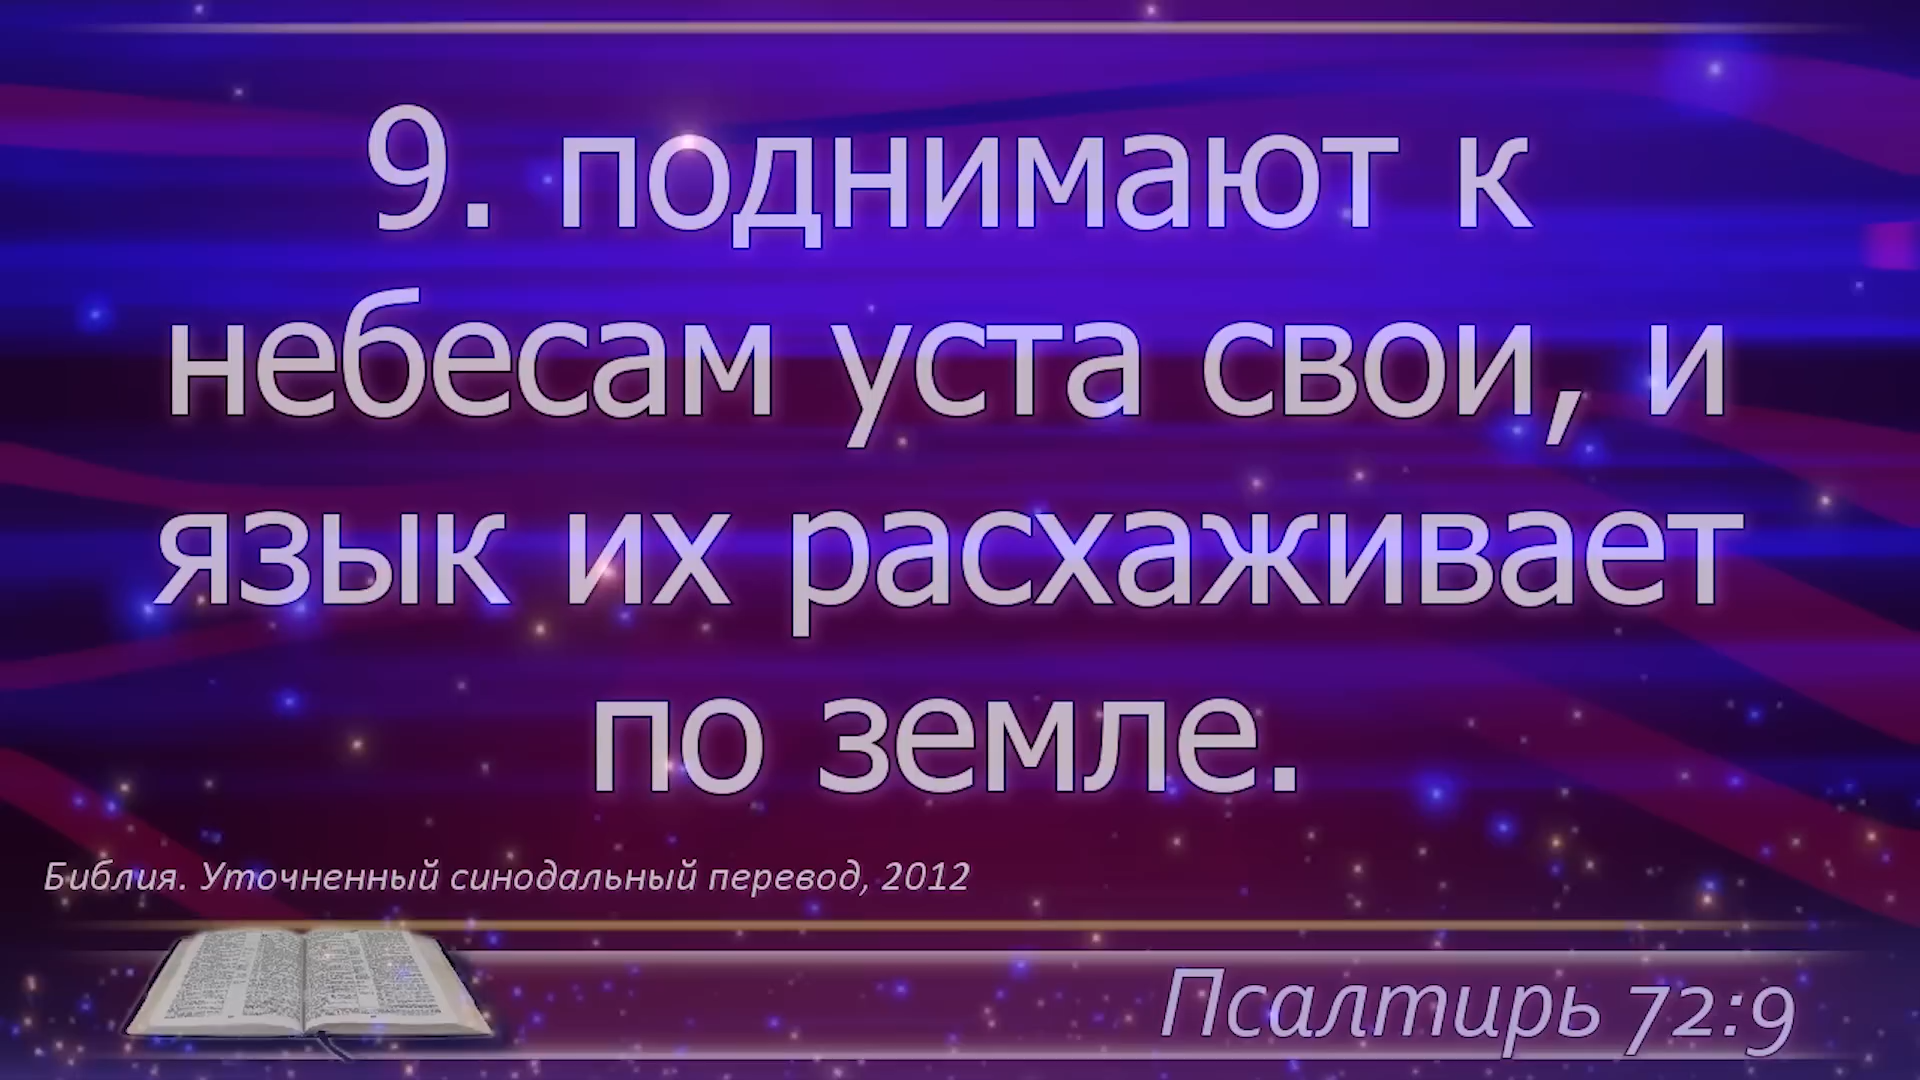 9. поднимают к
небесам уста свои, и
язык их расхаживает
по земле.
Библия. Уточненный синодальный перевод, 2012
Псалтирь 72:9